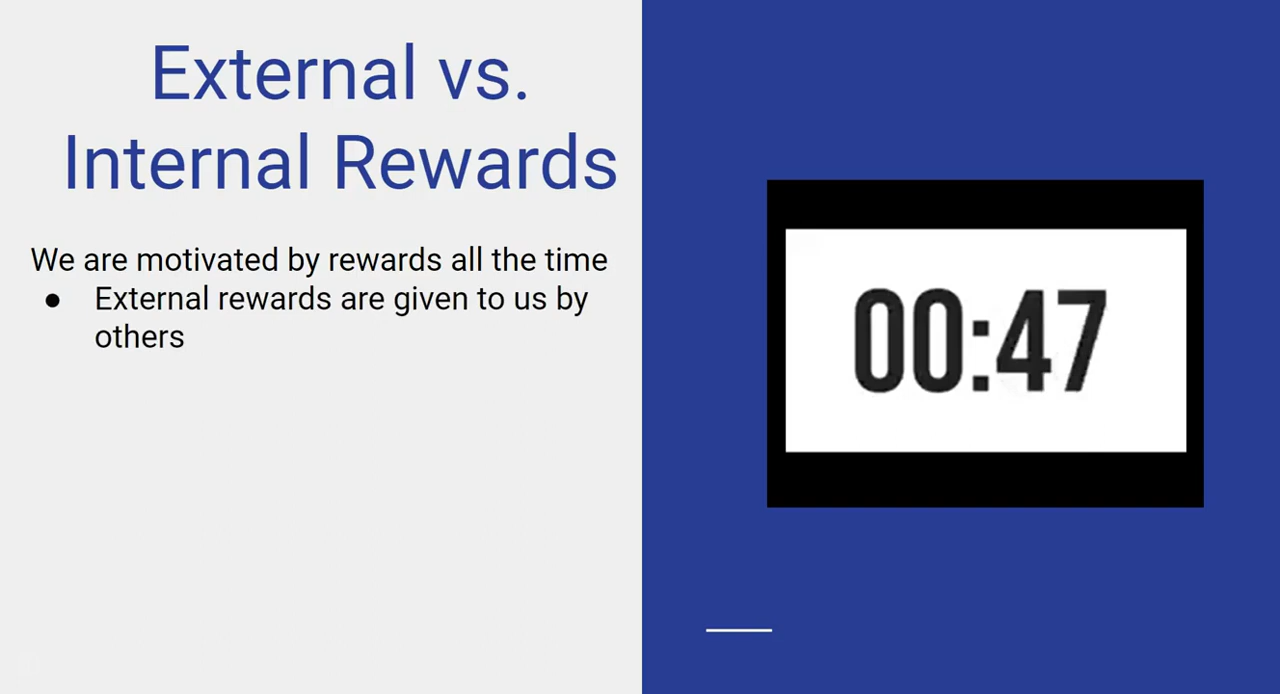 External vs.
Internal Rewards
We are motivated by rewards all the time
● External rewards are given to us by
others
00:47